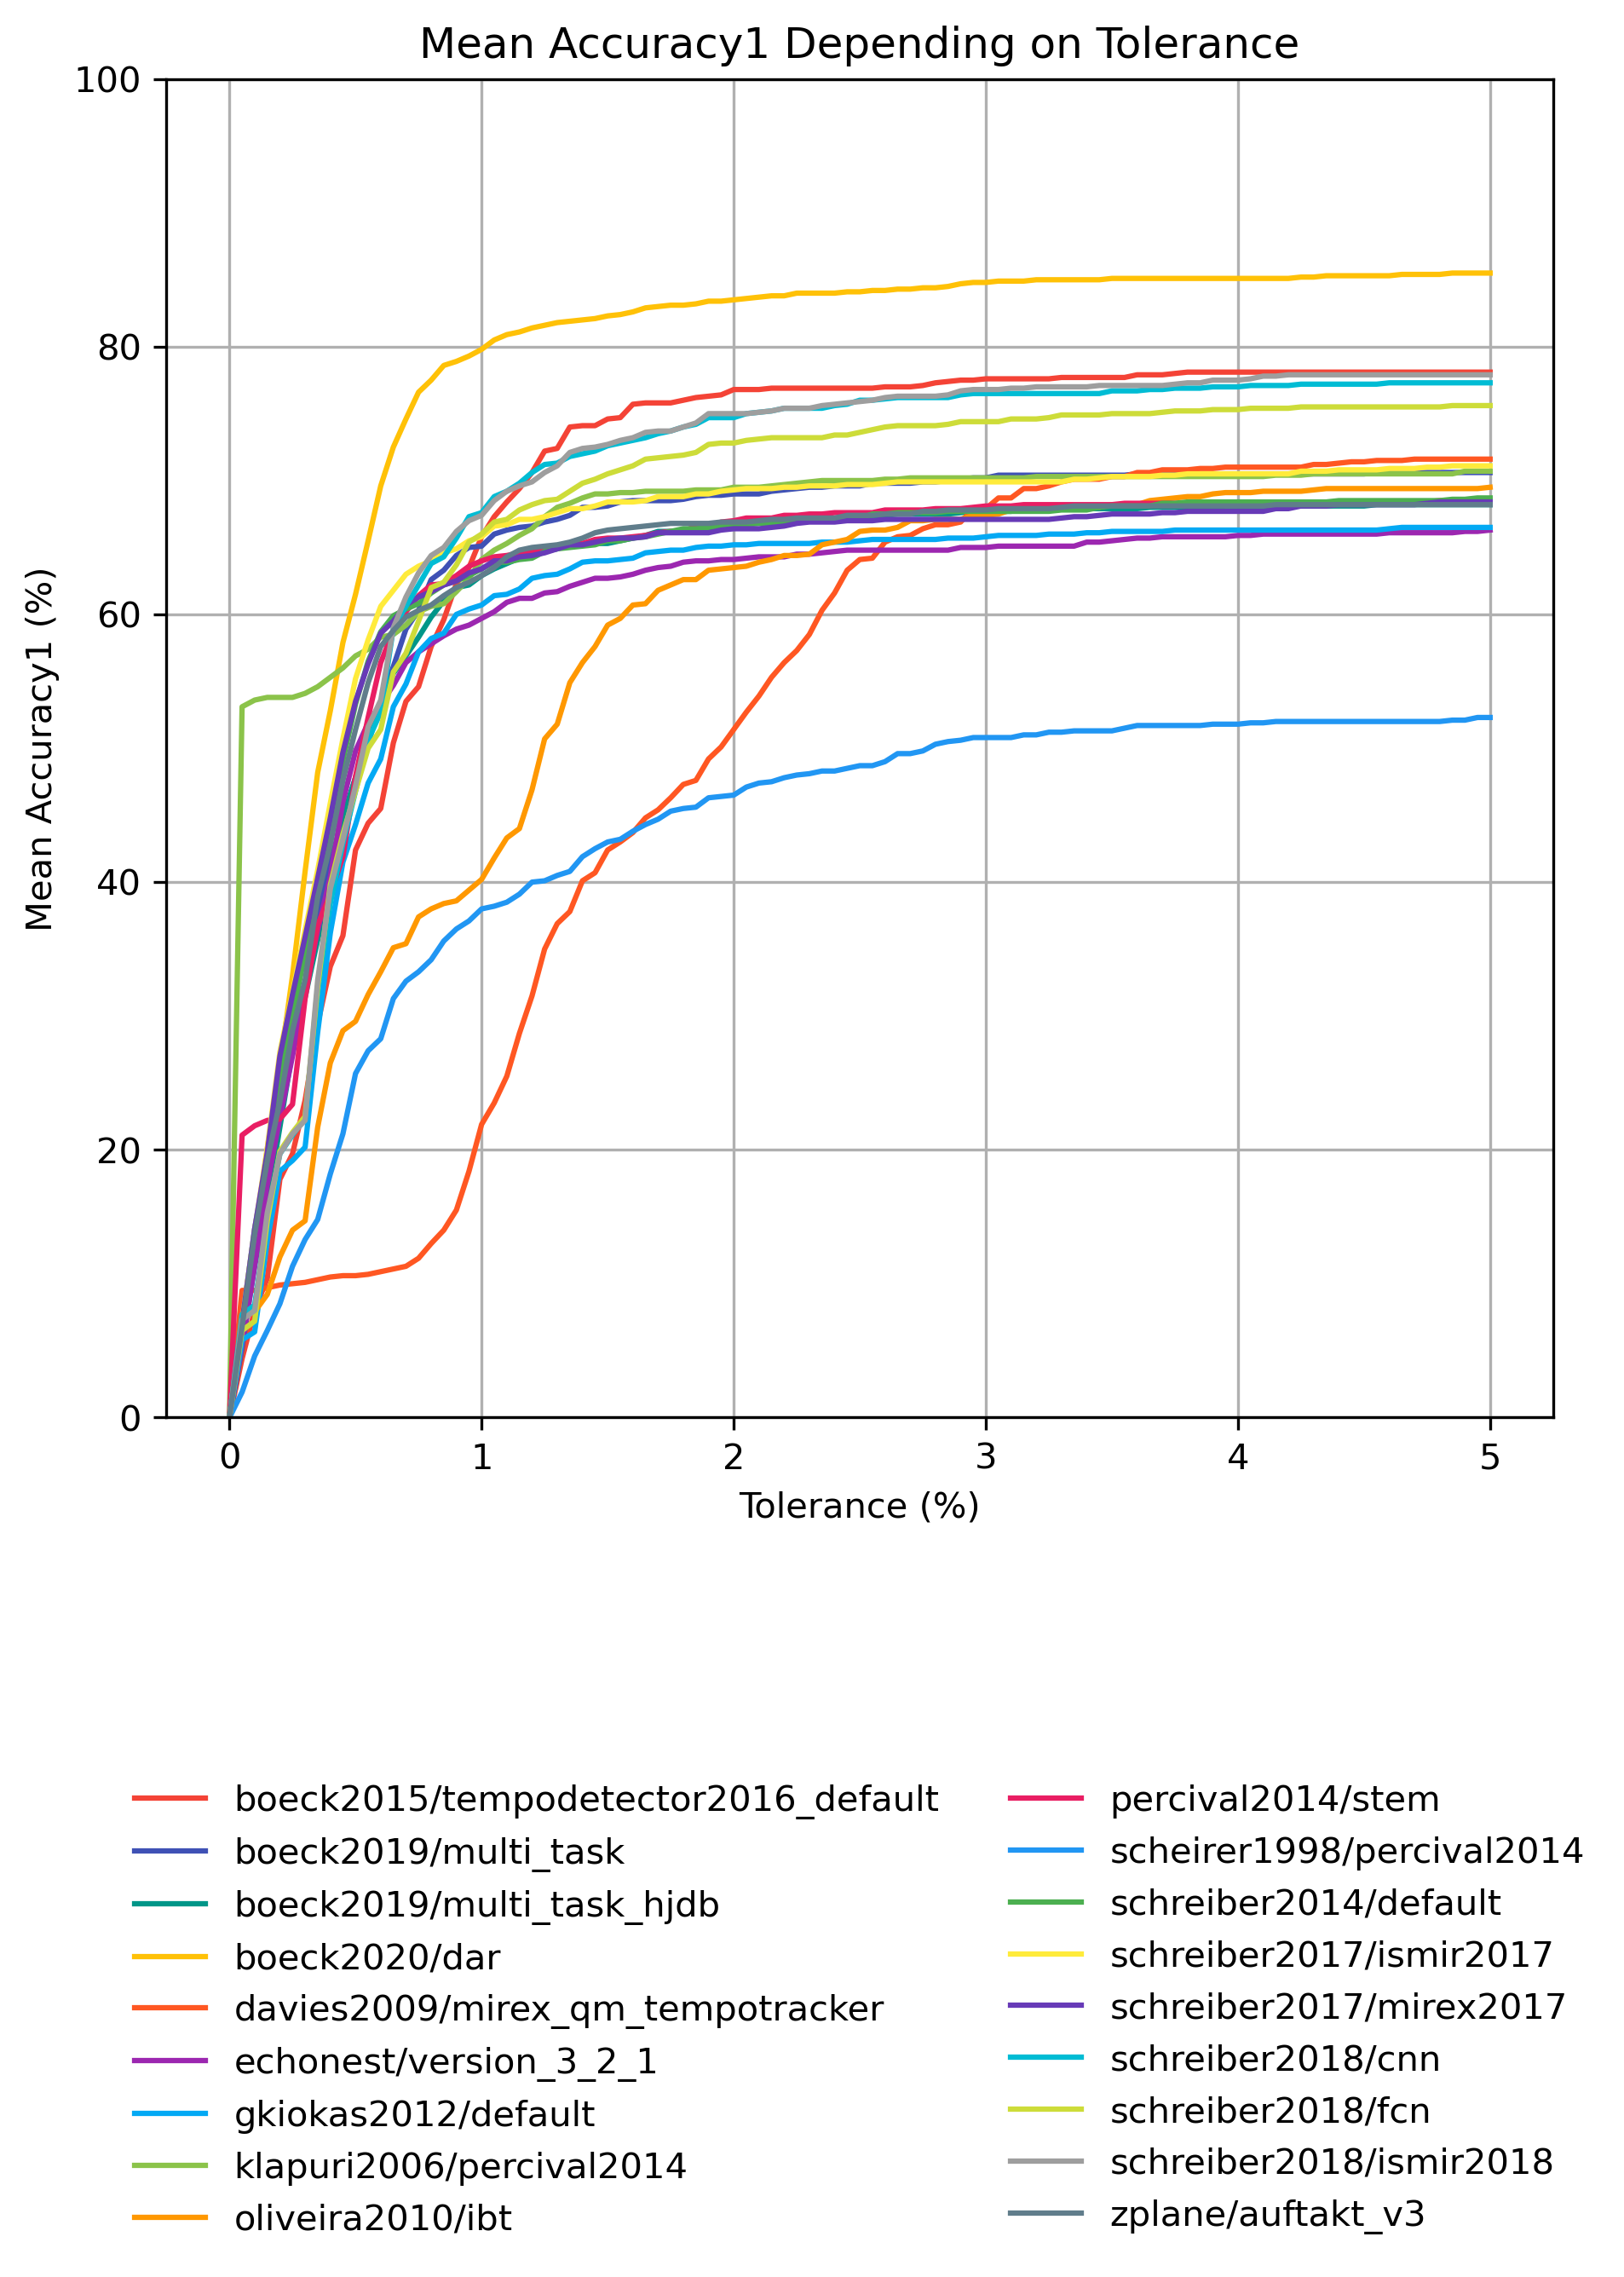 Mean Accuracy1 Depending on Tolerance
100
80
60
40
20
0
Mean Accuracy1 (%)
0 1 2 3 4 5
Tolerance (%)
boeck2015/tempodetector2016_default
boeck2019/multi_task
boeck2019/multi_task_hjdb
boeck2020/dar
davies2009/mirex_qm_tempotracker
echonest/version_3_2_1
gkiokas2012/default
klapuri2006/percival2014
oliveira2010/ibt
percival2014/stem
scheirer1998/percival2014
schreiber2014/default
schreiber2017/ismir2017
schreiber2017/mirex2017
schreiber2018/cnn
schreiber2018/fcn
schreiber2018/ismir2018
zplane/auftakt_v3